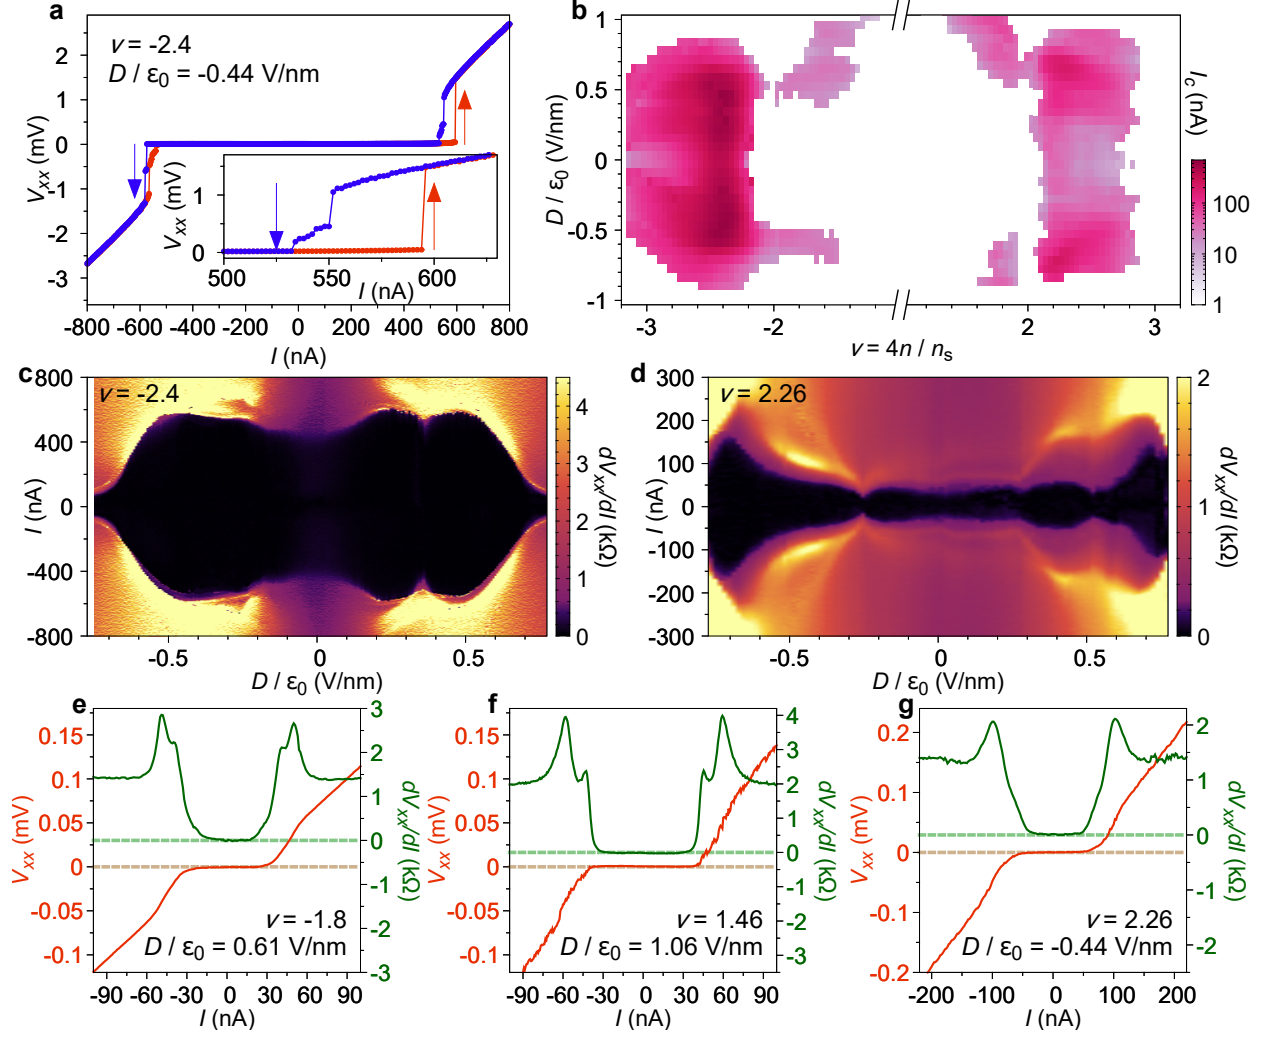 a
ν = -2.4
D / ε0 = -0.44 V/nm
2
1
0
-1
-2
-3
Vxx (mV)
-800 -600 -400 -200 0 200 400 600 800
I (nA)
1
0
Vxx (mV)
500 550 600
I (nA)
b
1
0.5
0
-0.5
-1
D / ε0 (V/nm)
-3 -2 2 3
ν = 4n / ns
Ic (nA)
100
10
1
c
ν = -2.4
800
400
0
-400
-800
I (nA)
-0.5 0 0.5
D / ε0 (V/nm)
4
3
2
1
0
dVxx/dI (kΩ)
d
ν = 2.26
300
200
100
0
-100
-200
-300
I (nA)
-0.5 0 0.5
D / ε0 (V/nm)
2
1
0
dVxx/dI (kΩ)
e
0.15
0.1
0.05
0
-0.05
-0.1
Vxx (mV)
3
2
1
0
-1
-2
-3
dVxx/dI (kΩ)
ν = -1.8
D / ε0 = 0.61 V/nm
-90 -60 -30 0 30 60 90
I (nA)
f
0.15
0.1
0.05
0
-0.05
-0.1
Vxx (mV)
4
3
2
1
0
-1
-2
-3
dVxx/dI (kΩ)
ν = 1.46
D / ε0 = 1.06 V/nm
-90 -60 -30 0 30 60 90
I (nA)
g
0.2
0.1
0
-0.1
-0.2
Vxx (mV)
2
1
0
-1
-2
dVxx/dI (kΩ)
ν = 2.26
D / ε0 = -0.44 V/nm
-200 -100 0 100 200
I (nA)